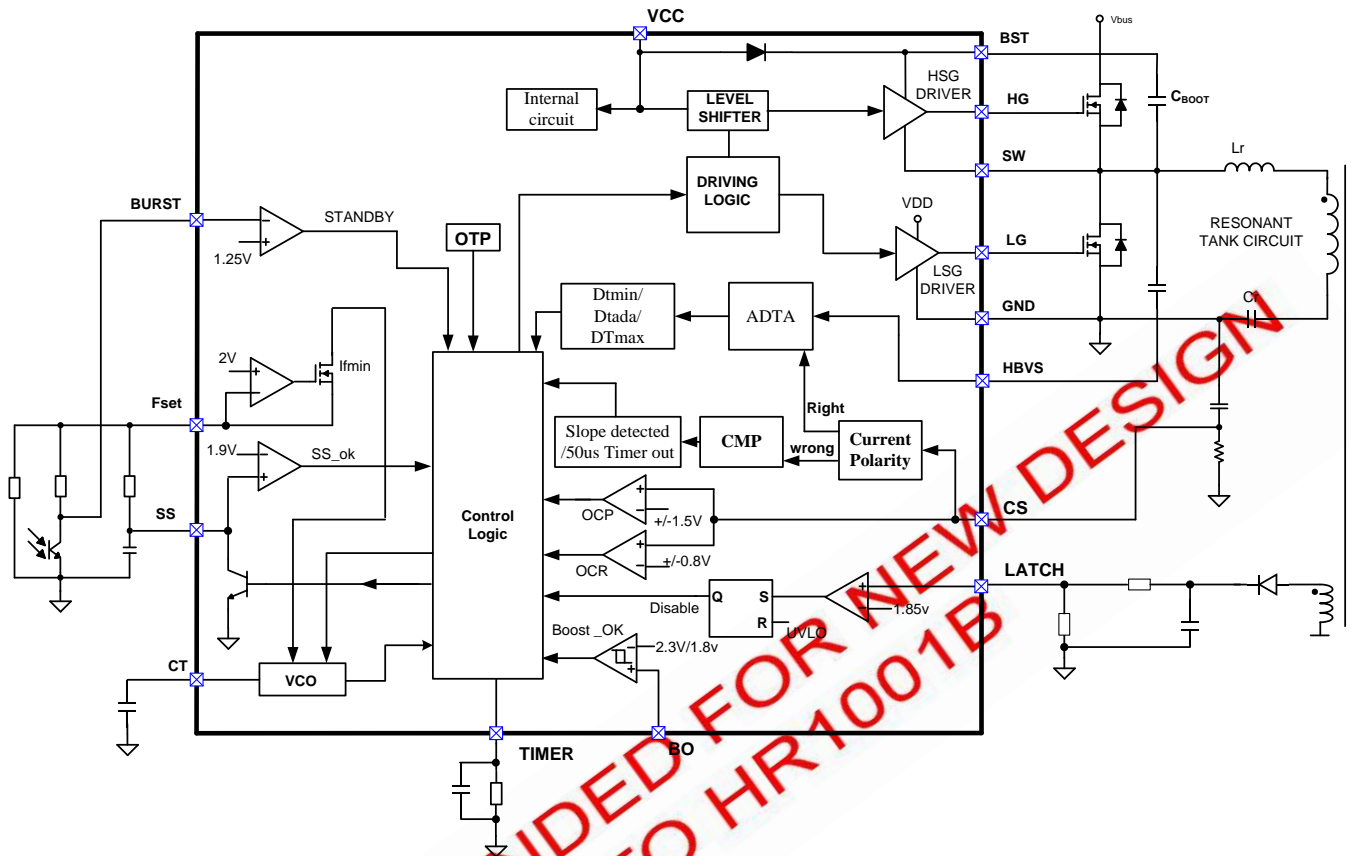 VCC
Vbus
BST
HSG
DRIVER
Internal
circuit
LEVEL
SHIFTER
HG
CBOOT
SW
Lr
DRIVING
LOGIC
BURST
STANDBY
1.25V
OTP
VDD
LG
LSG
DRIVER
RESONANT
TANK CIRCUIT
Dtmin/
Dtada/
DTmax
ADTA
GND
Cr
2V
Ifmin
HBVS
Fset
Right
1.9V
SS_ok
Slope detected
/50us Timer out
CMP
wrong
Current
Polarity
SS
Control
Logic
OCP
+/-1.5V
CS
OCR
+/-0.8V
LATCH
Disable
Q
S
R
UVLO
1.85v
Boost _OK
2.3V/1.8v
CT
VCO
TIMER
BO
NDED FOR NEW DESIGN
TO HR1001B